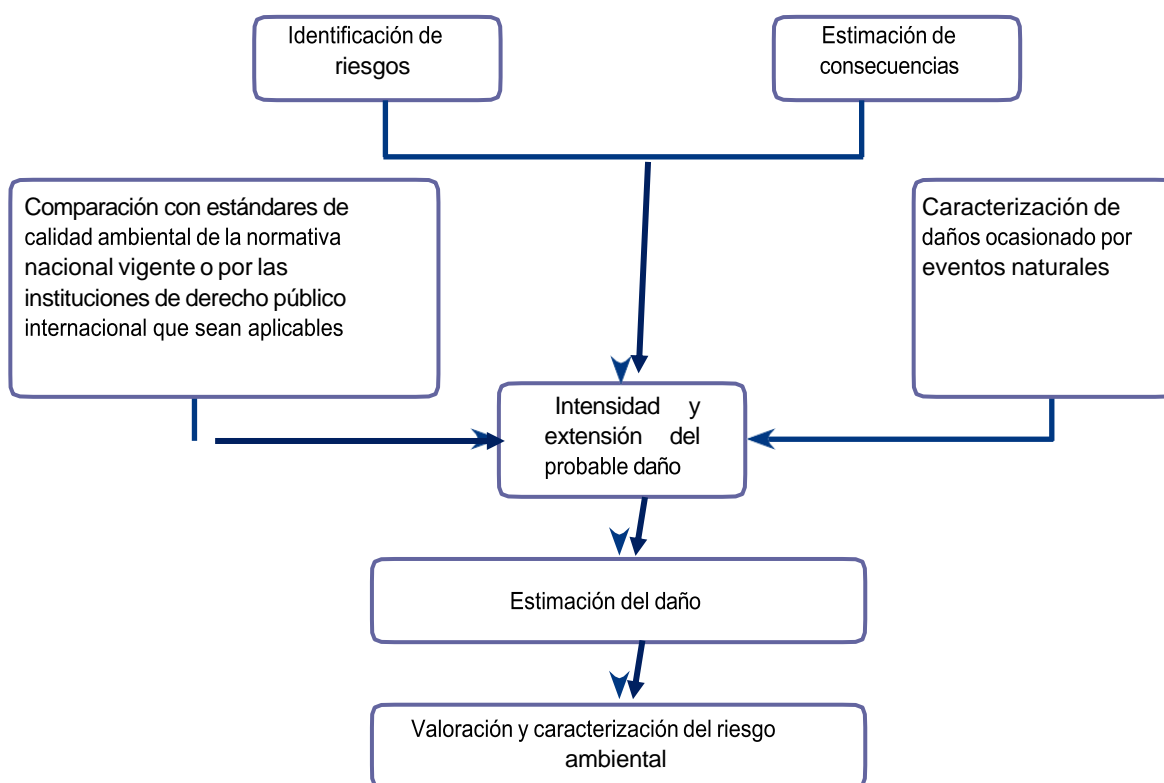 Identificación de
riesgos
Estimación de
consecuencias
Comparación con estándares de
calidad ambiental de la normativa
nacional vigente o por las
instituciones de derecho público
internacional que sean aplicables
Caracterización de
daños ocasionado por
eventos naturales
Intensidad y
extensión del
probable daño
Estimación del daño
Valoración y caracterización del riesgo
ambiental